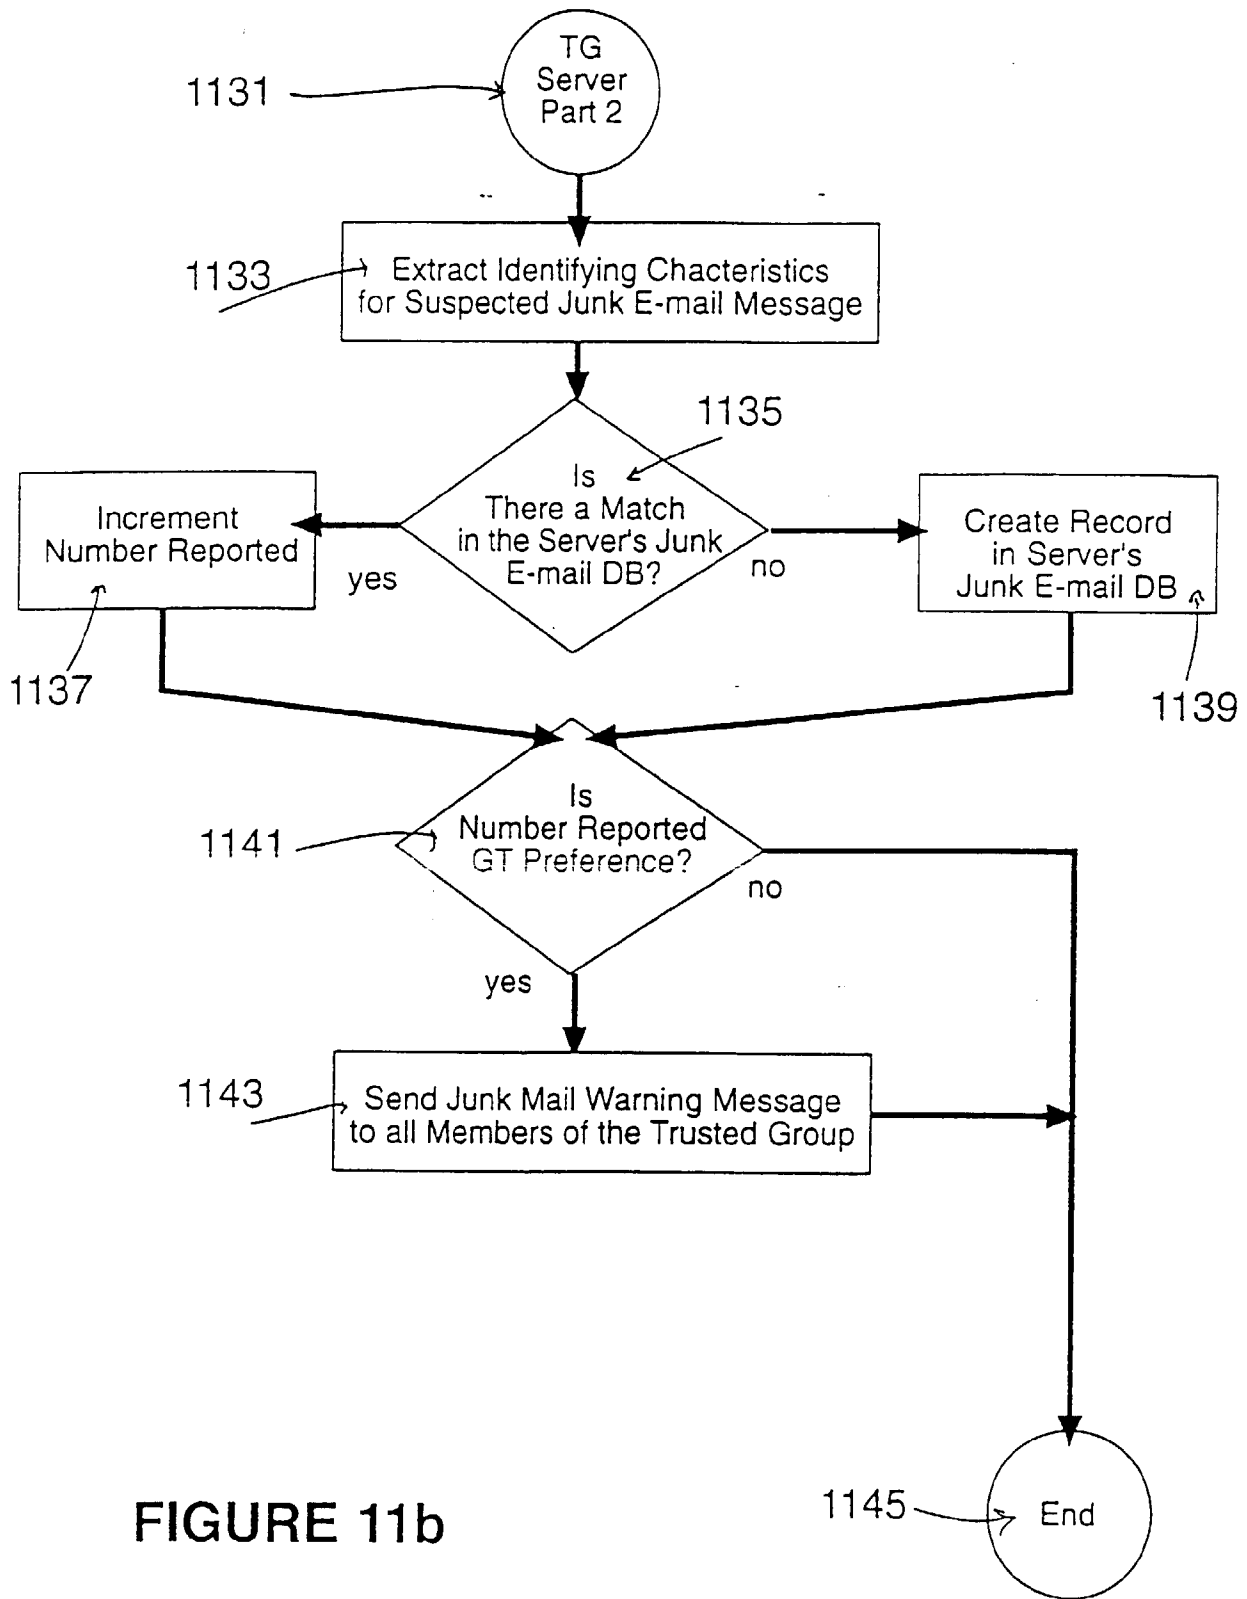 TG
Server
Part 2
1131
1133
Extract Identifying Chacteristics
for Suspected Junk E-mail Message
1135
Is
There a Match
in the Server's Junk
E-mail DB?
yes
no
Increment
Number Reported
1137
Create Record
in Server's
Junk E-mail DB
1139
1141
Is
Number Reported
GT Preference?
no
yes
1143
Send Junk Mail Warning Message
to all Members of the Trusted Group
1145
End
FIGURE 11b